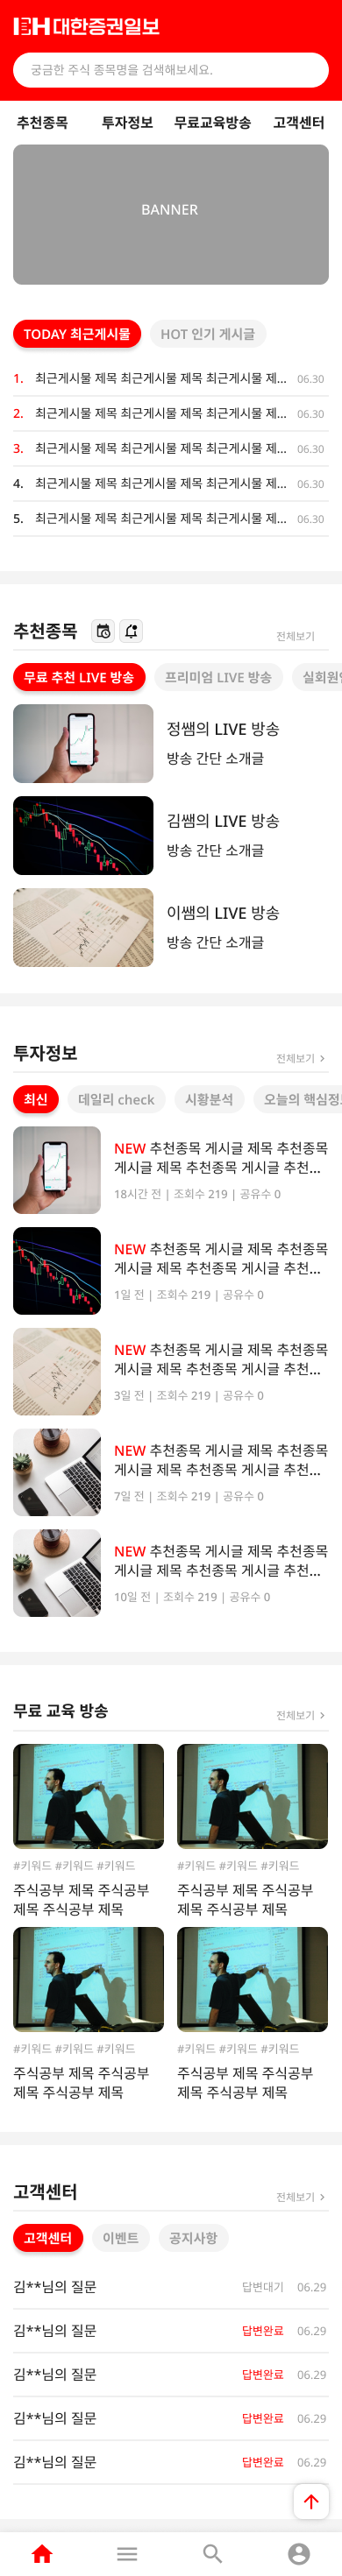 DH 대한증권일보
궁금한 주식 종목명을 검색해보세요.
추천종목 투자정보 무료교육방송 고객센터
BANNER
TODAY 최근게시물 HOT 인기 게시글
1. 최근게시물 제목 최근게시물 제목 최근게시물 제... 06.30
2. 최근게시물 제목 최근게시물 제목 최근게시물 제... 06.30
3. 최근게시물 제목 최근게시물 제목 최근게시물 제... 06.30
4. 최근게시물 제목 최근게시물 제목 최근게시물 제... 06.30
5. 최근게시물 제목 최근게시물 제목 최근게시물 제... 06.30
추천종목 전체보기
무료 추천 LIVE 방송 프리미엄 LIVE 방송 실회원
정쌤의 LIVE 방송
방송 간단 소개글
김쌤의 LIVE 방송
방송 간단 소개글
이쌤의 LIVE 방송
방송 간단 소개글
투자정보 전체보기 >
최신 데일리 check 시황분석 오늘의 핵심정
NEW 추천종목 게시글 제목 추천종목
게시글 제목 추천종목 게시글 추천...
18시간 전 | 조회수 219 | 공유수 0
NEW 추천종목 게시글 제목 추천종목
게시글 제목 추천종목 게시글 추천...
1일 전 | 조회수 219 | 공유수 0
NEW 추천종목 게시글 제목 추천종목
게시글 제목 추천종목 게시글 추천...
3일 전 | 조회수 219 | 공유수 0
NEW 추천종목 게시글 제목 추천종목
게시글 제목 추천종목 게시글 추천...
7일 전 | 조회수 219 | 공유수 0
NEW 추천종목 게시글 제목 추천종목
게시글 제목 추천종목 게시글 추천...
10일 전 | 조회수 219 | 공유수 0
무료 교육 방송 전체보기 >
#키워드 #키워드 #키워드
주식공부 제목 주식공부
제목 주식공부 제목
#키워드 #키워드 #키워드
주식공부 제목 주식공부
제목 주식공부 제목
#키워드 #키워드 #키워드
주식공부 제목 주식공부
제목 주식공부 제목
#키워드 #키워드 #키워드
주식공부 제목 주식공부
제목 주식공부 제목
고객센터 전체보기 >
고객센터 이벤트 공지사항
김**님의 질문 답변대기 06.29
김**님의 질문 답변완료 06.29
김**님의 질문 답변완료 06.29
김**님의 질문 답변완료 06.29
김**님의 질문 답변완료 06.29